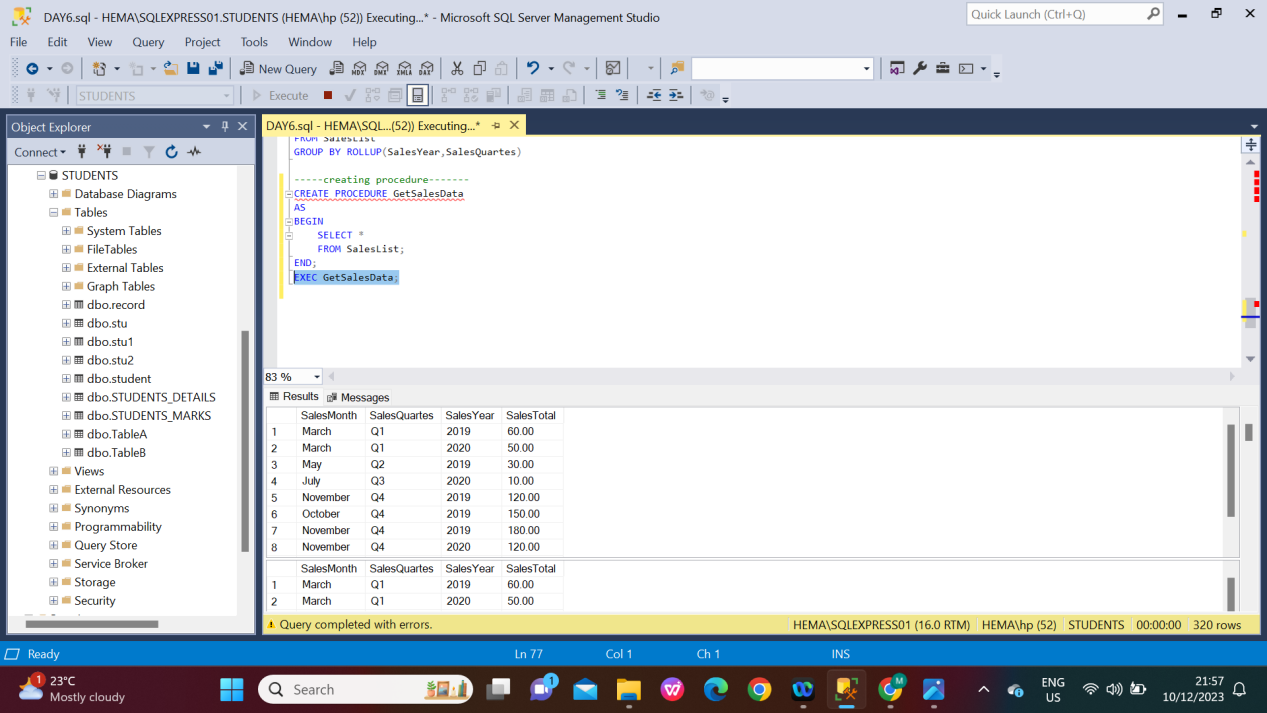 DAY6.sql - HEMA\SQLEXPRESS01.STUDENTS (HEMA\hp (52)) Executing...* - Microsoft SQL Server Management Studio
Quick Launch (Ctrl+Q)
File Edit View Query Project Tools Window Help
New Query MDX DMX XMLA DAX
STUDENTS Execute
Object Explorer
Connect
STUDENTS
Database Diagrams
Tables
System Tables
FileTables
External Tables
Graph Tables
dbo.record
dbo.stu
dbo.stu1
dbo.stu2
dbo.student
dbo.STUDENTS_DETAILS
dbo.STUDENTS_MARKS
dbo.TableA
dbo.TableB
Views
External Resources
Synonyms
Programmability
Query Store
Service Broker
Storage
Security
DAY6.sql - HEMA\SQL...(52)) Executing...*
FROM SalesList
GROUP BY ROLLUP(SalesYear,SalesQuartes)
-----creating procedure-------
CREATE PROCEDURE GetSalesData
AS
BEGIN
SELECT *
FROM SalesList;
END;
EXEC GetSalesData;
83 %
Results Messages
SalesMonth SalesQuartes SalesYear SalesTotal
1 March Q1 2019 60.00
2 March Q1 2020 50.00
3 May Q2 2019 30.00
4 July Q3 2020 10.00
5 November Q4 2019 120.00
6 October Q4 2019 150.00
7 November Q4 2019 180.00
8 November Q4 2020 120.00
SalesMonth SalesQuartes SalesYear SalesTotal
1 March Q1 2019 60.00
2 March Q1 2020 50.00
Query completed with errors. HEMA\SQLEXPRESS01 (16.0 RTM) HEMA\hp (52) STUDENTS 00:00:00 320 rows
Ready Ln 77 Col 1 Ch 1 INS
1 23°C
Mostly cloudy
Search
1
M
ENG
US
21:57
10/12/2023